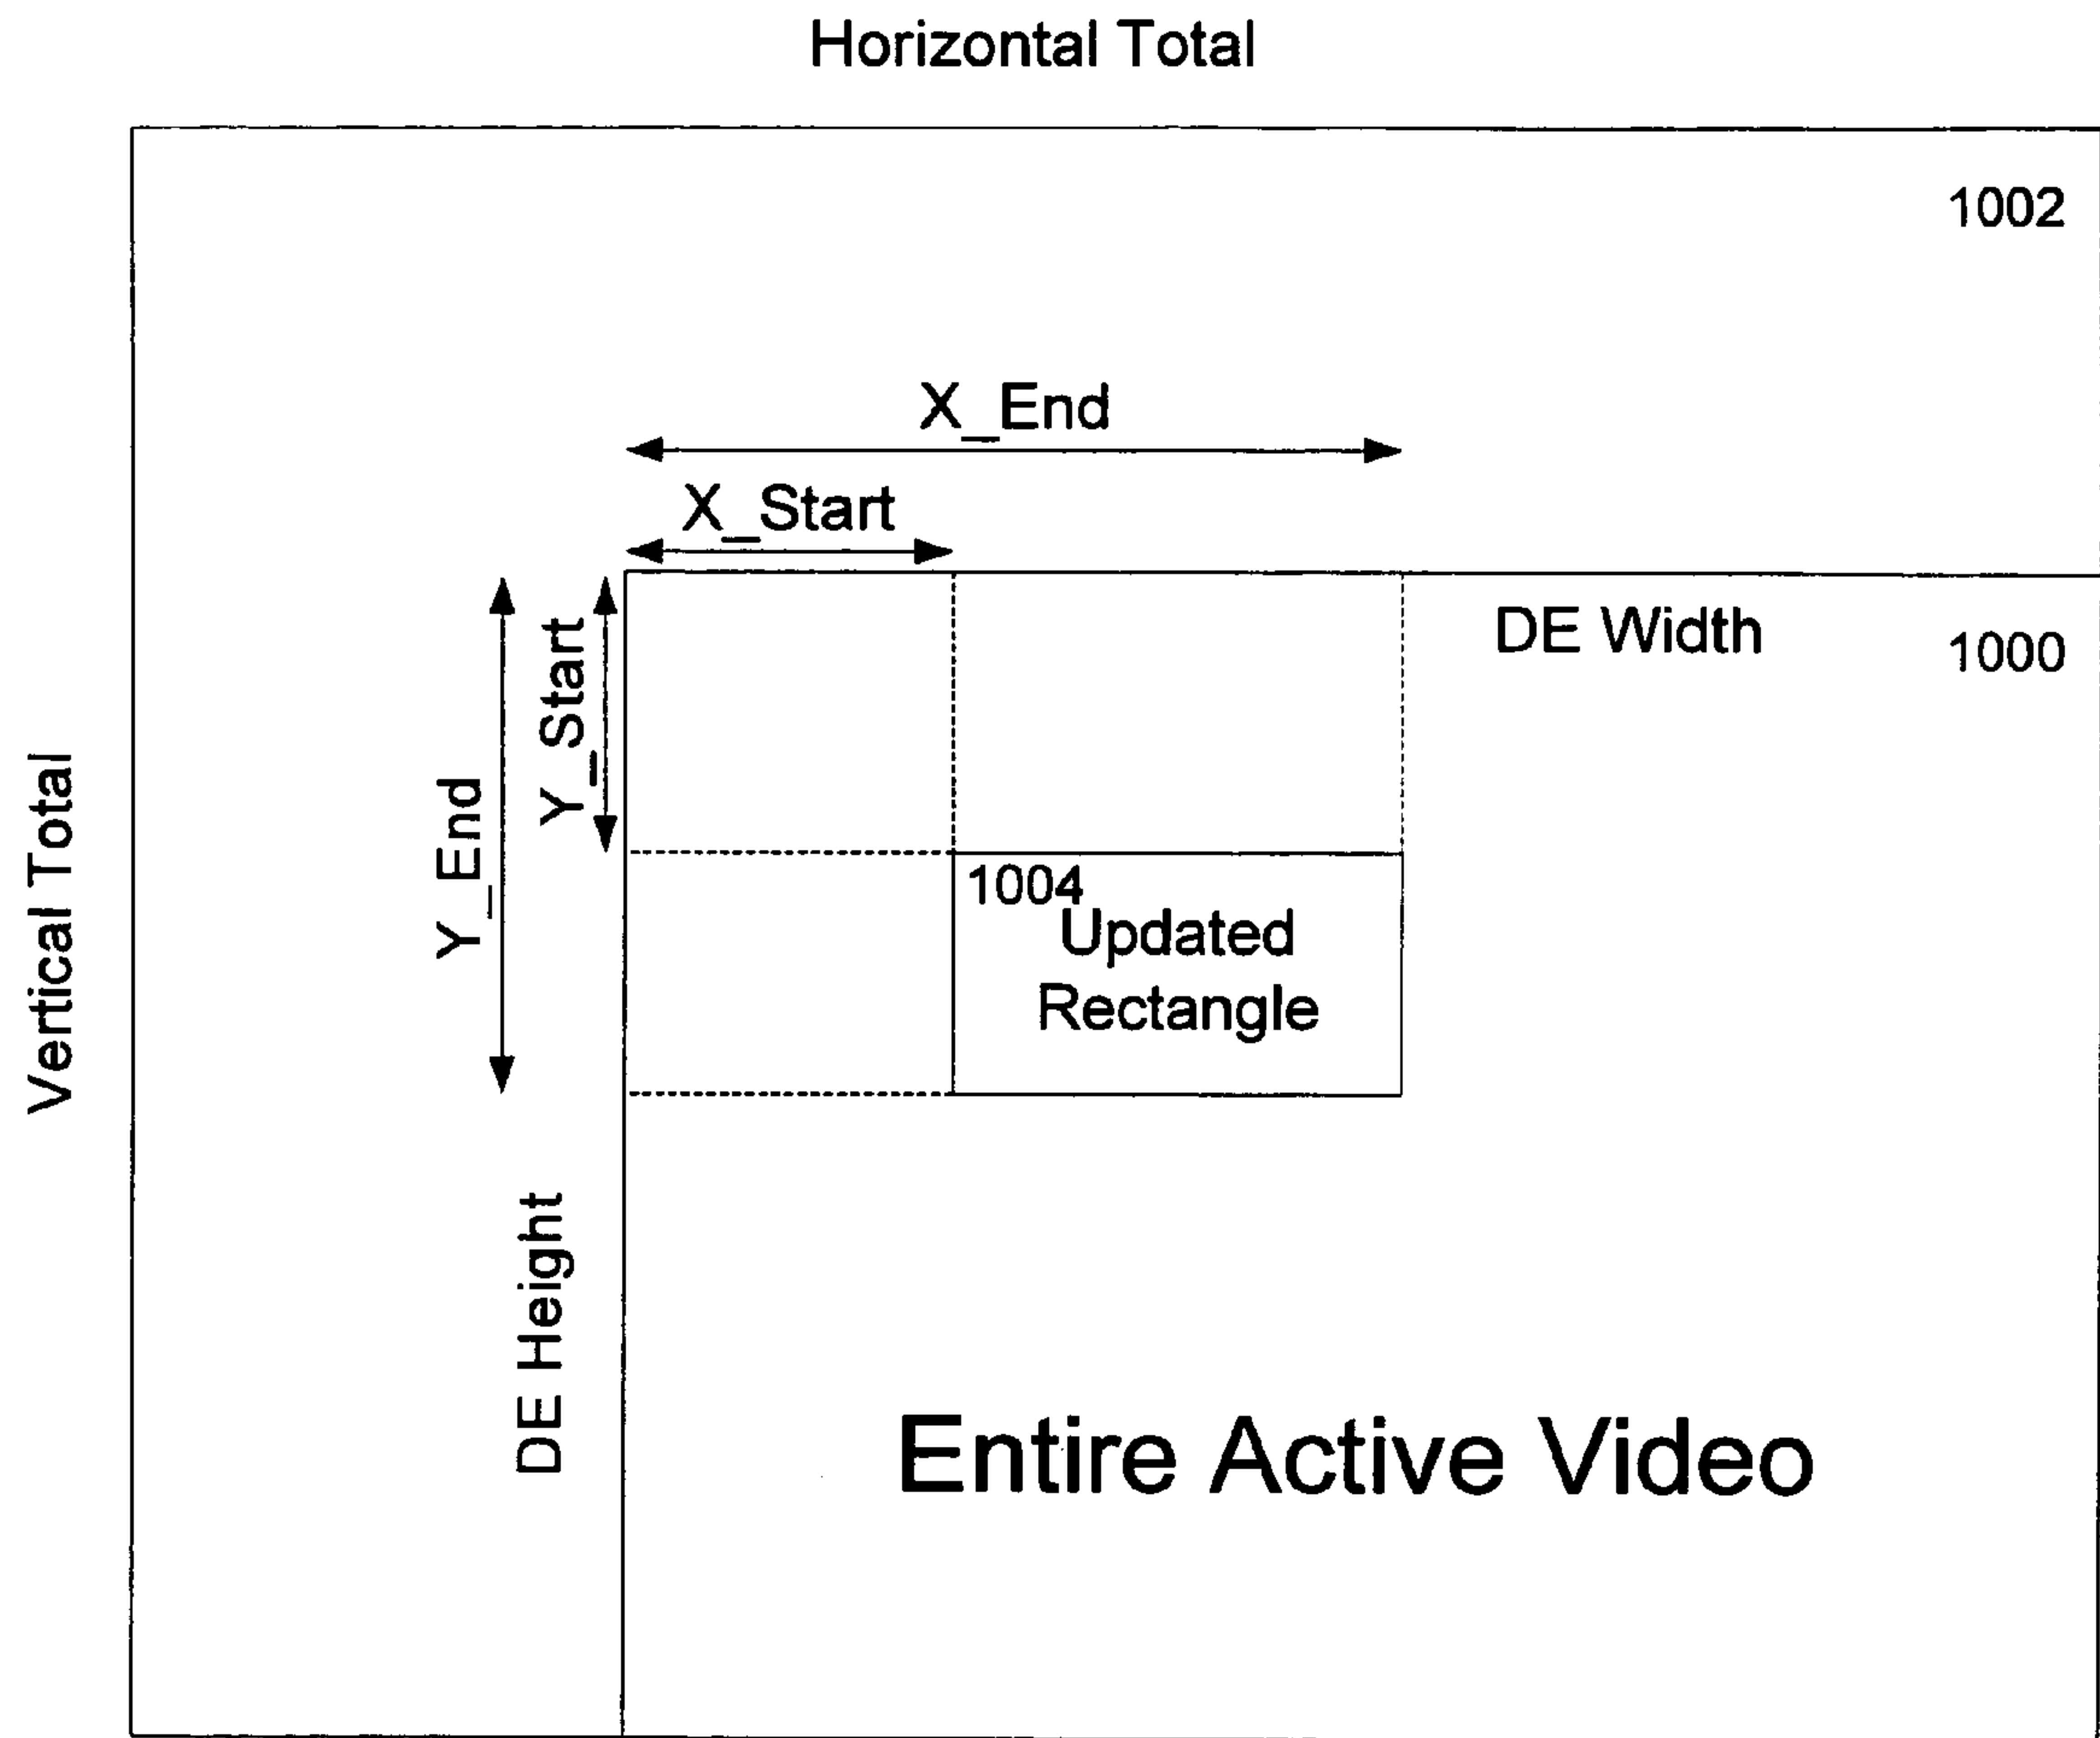 Horizontal Total
1002
X_End
X_Start
DE Width
1000
Y_Start
Y_End
Vertical Total
1004
Updated
Rectangle
DE Height
Entire Active Video